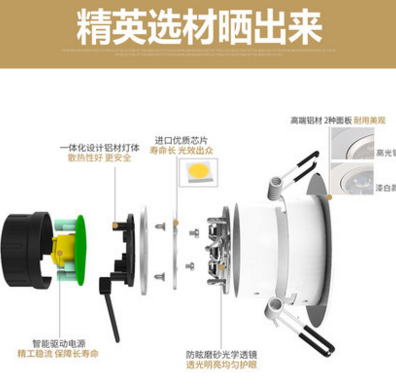 精英选材晒出来
高端铝材 2种面板 耐用美观
进口优质芯片
寿命长 光效出众
一体化设计铝材灯体
散热性好 更安全
高光
漆白
智能驱动电源
精工稳流 保障长寿命
防眩磨砂光学透镜
透光明亮均匀护眼